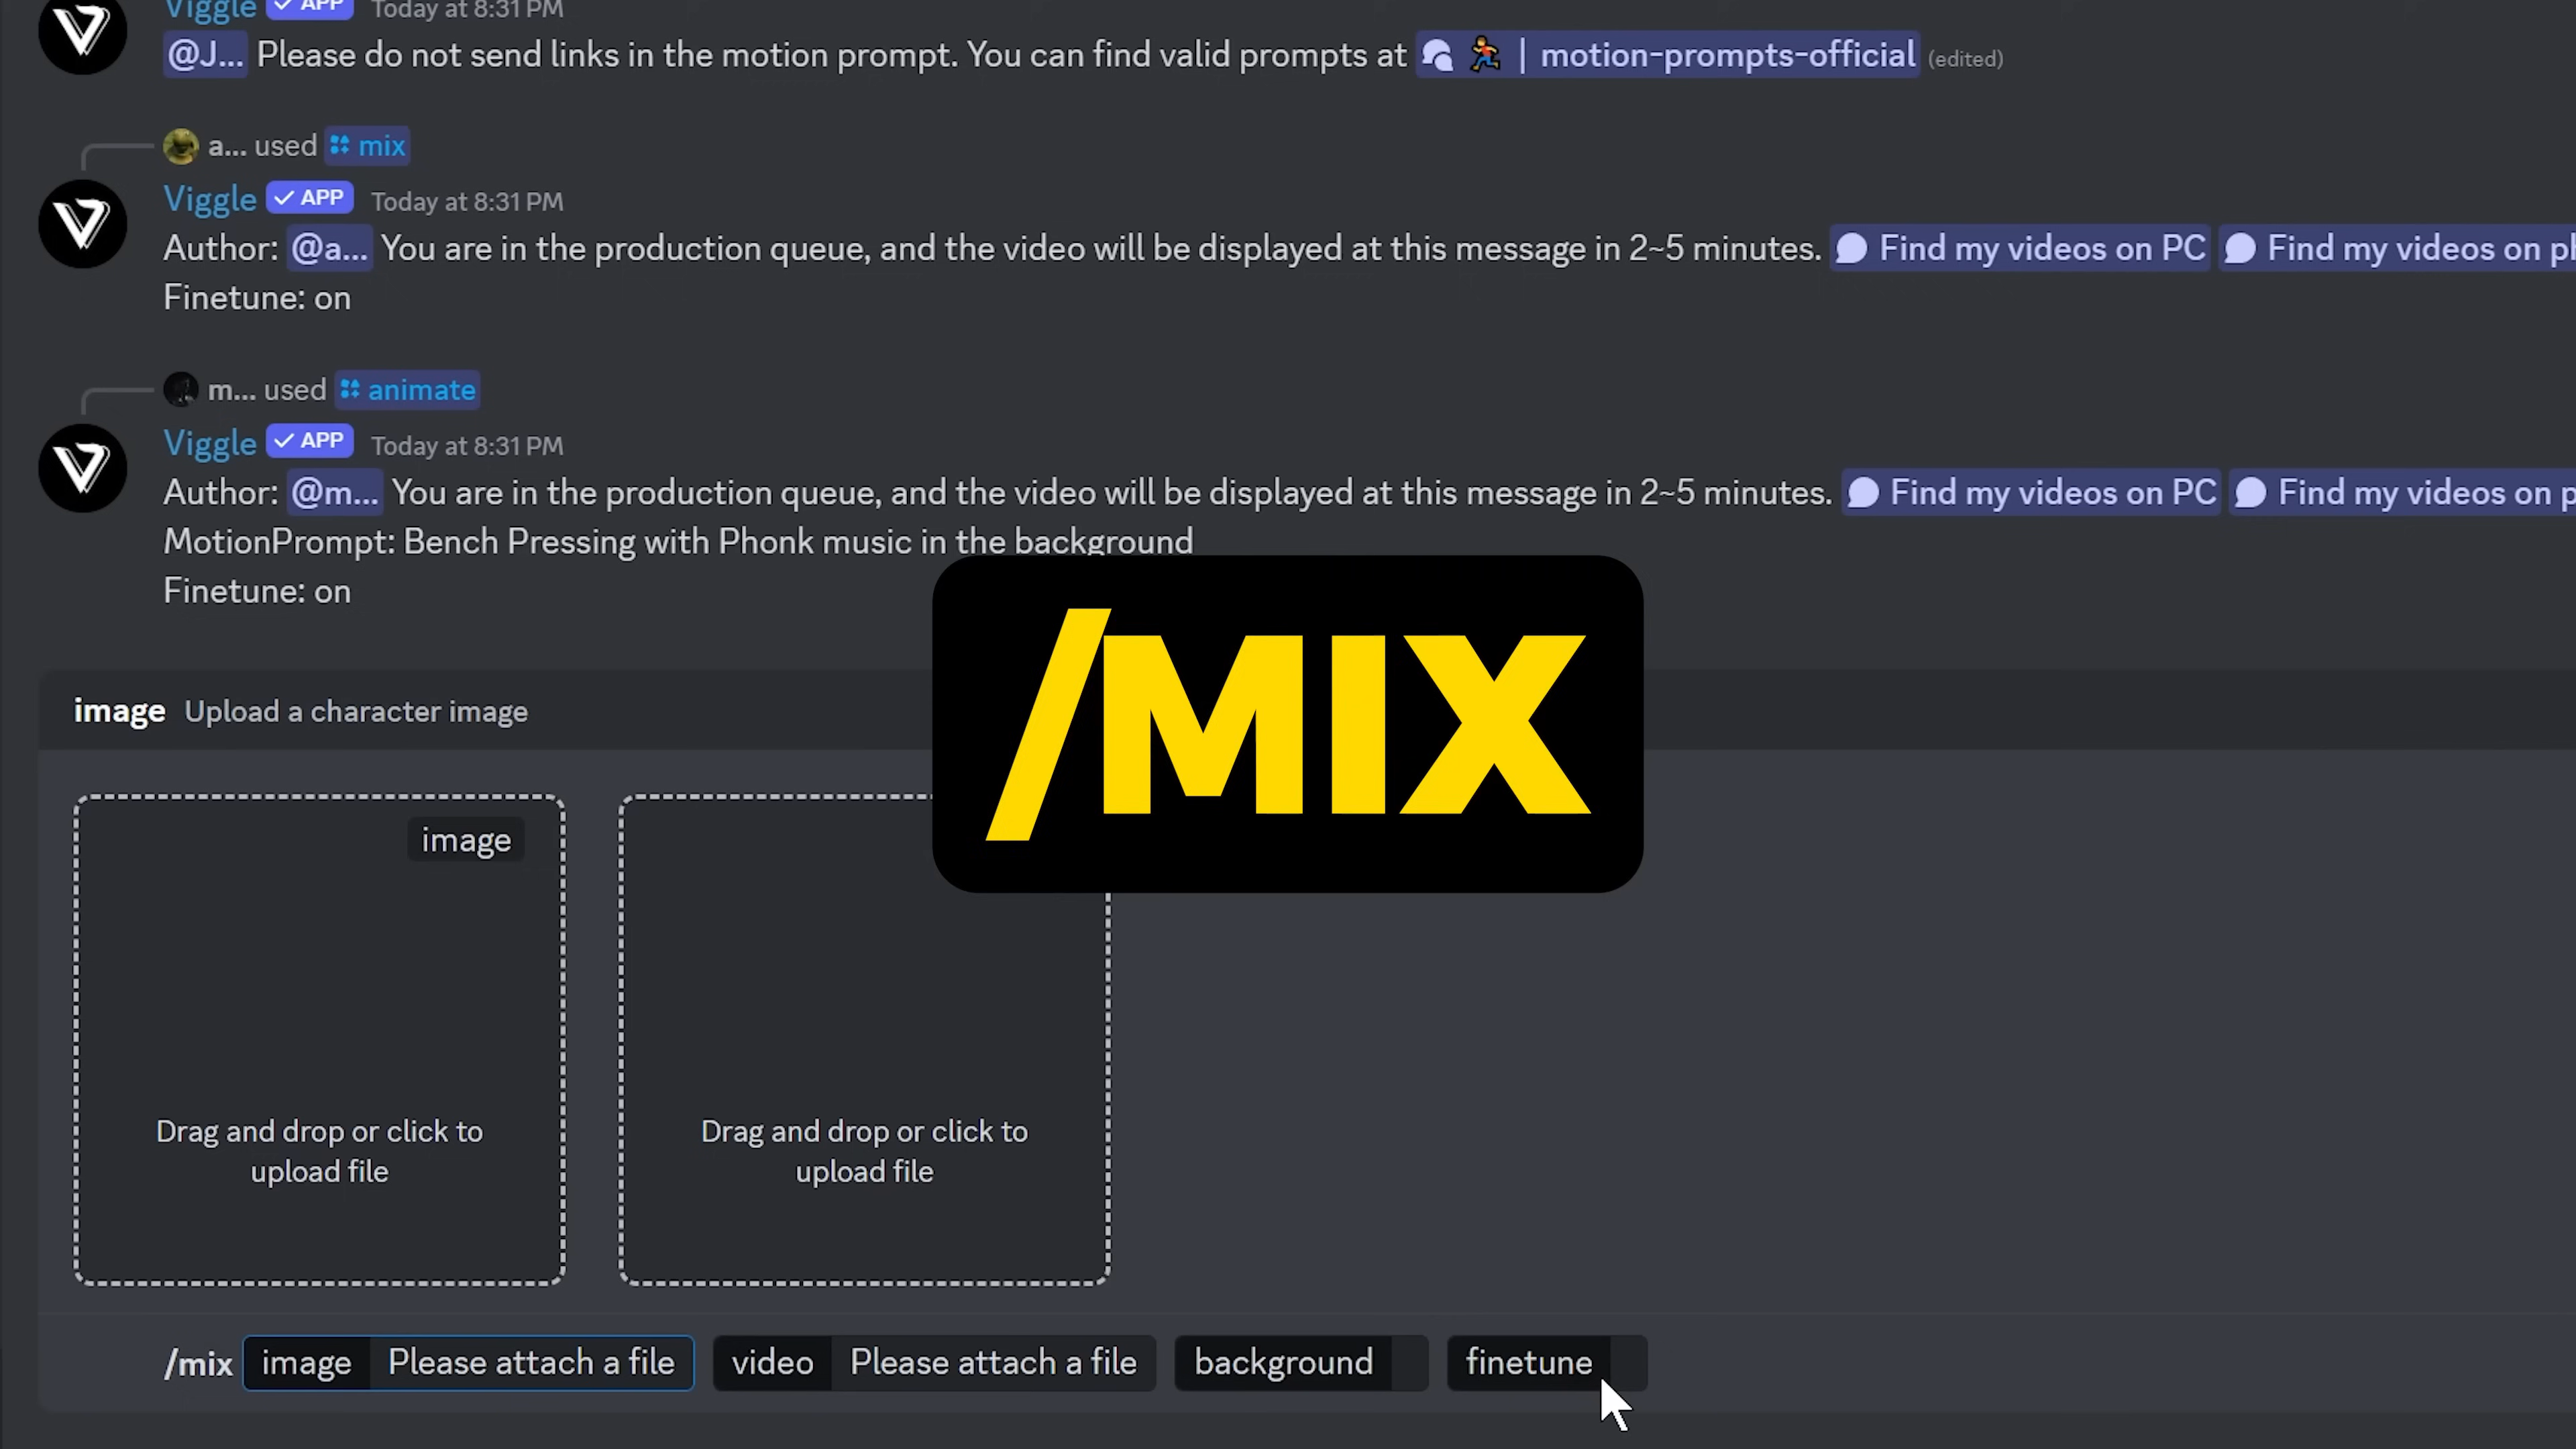 Viggle ✓ APP Today at 8:31 PM
@J... Please do not send links in the motion prompt. You can find valid prompts at | motion-prompts-official (edited)
a... used mix
Viggle ✓ APP Today at 8:31 PM
Author: @a... You are in the production queue, and the video will be displayed at this message in 2~5 minutes. Find my videos on PC Find my videos on
Finetune: on
m... used animate
Viggle ✓ APP Today at 8:31 PM
Author: @m... You are in the production queue, and the video will be displayed at this message in 2~5 minutes. Find my videos on PC Find my videos on
MotionPrompt: Bench Pressing with Phonk music in the background
Finetune: on
/MIX
image Upload a character image
image
Drag and drop or click to
upload file
Drag and drop or click to
upload file
/mix image Please attach a file video Please attach a file background finetune